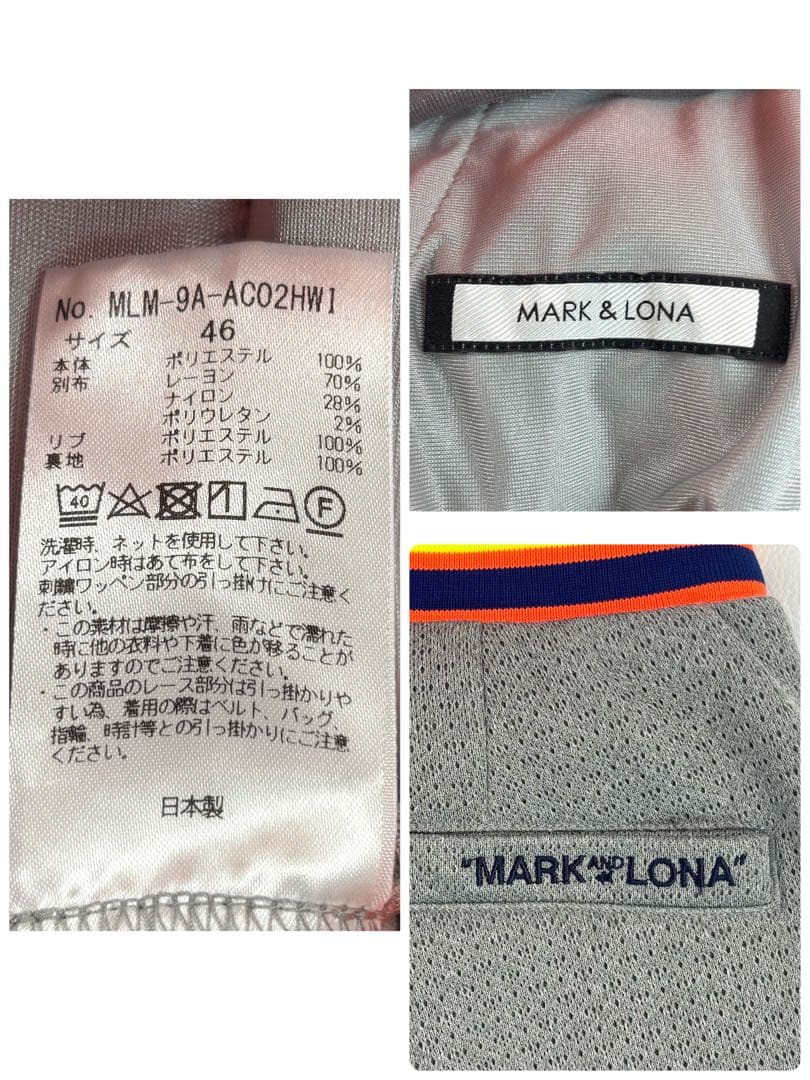 No. MLM-9A-AC02HWI
サイズ 46
本体 ポリエステル 100%
別布 レーヨン 70%
ナイロン 28%
ポリウレタン 2%
リブ ポリエステル 100%
裏地 ポリエステル 100%
40 F
洗濯時、ネットを使用して下さい。
アイロン時はあて布をして下さい。
刺繍ワッペン部分の引っ掛けにご注意く
ださい。
・この素材は摩擦や汗、雨などで濡れた
時に他の衣料や下着に色が移ることが
ありますのでご注意ください。
・この商品のレース部分は引っ掛かりや
すい為、着用の際はベルト、バッグ、
指輪、時計等との引っ掛かりにご注意
ください。
日本製
MARK & LONA
"MARK AND LONA"